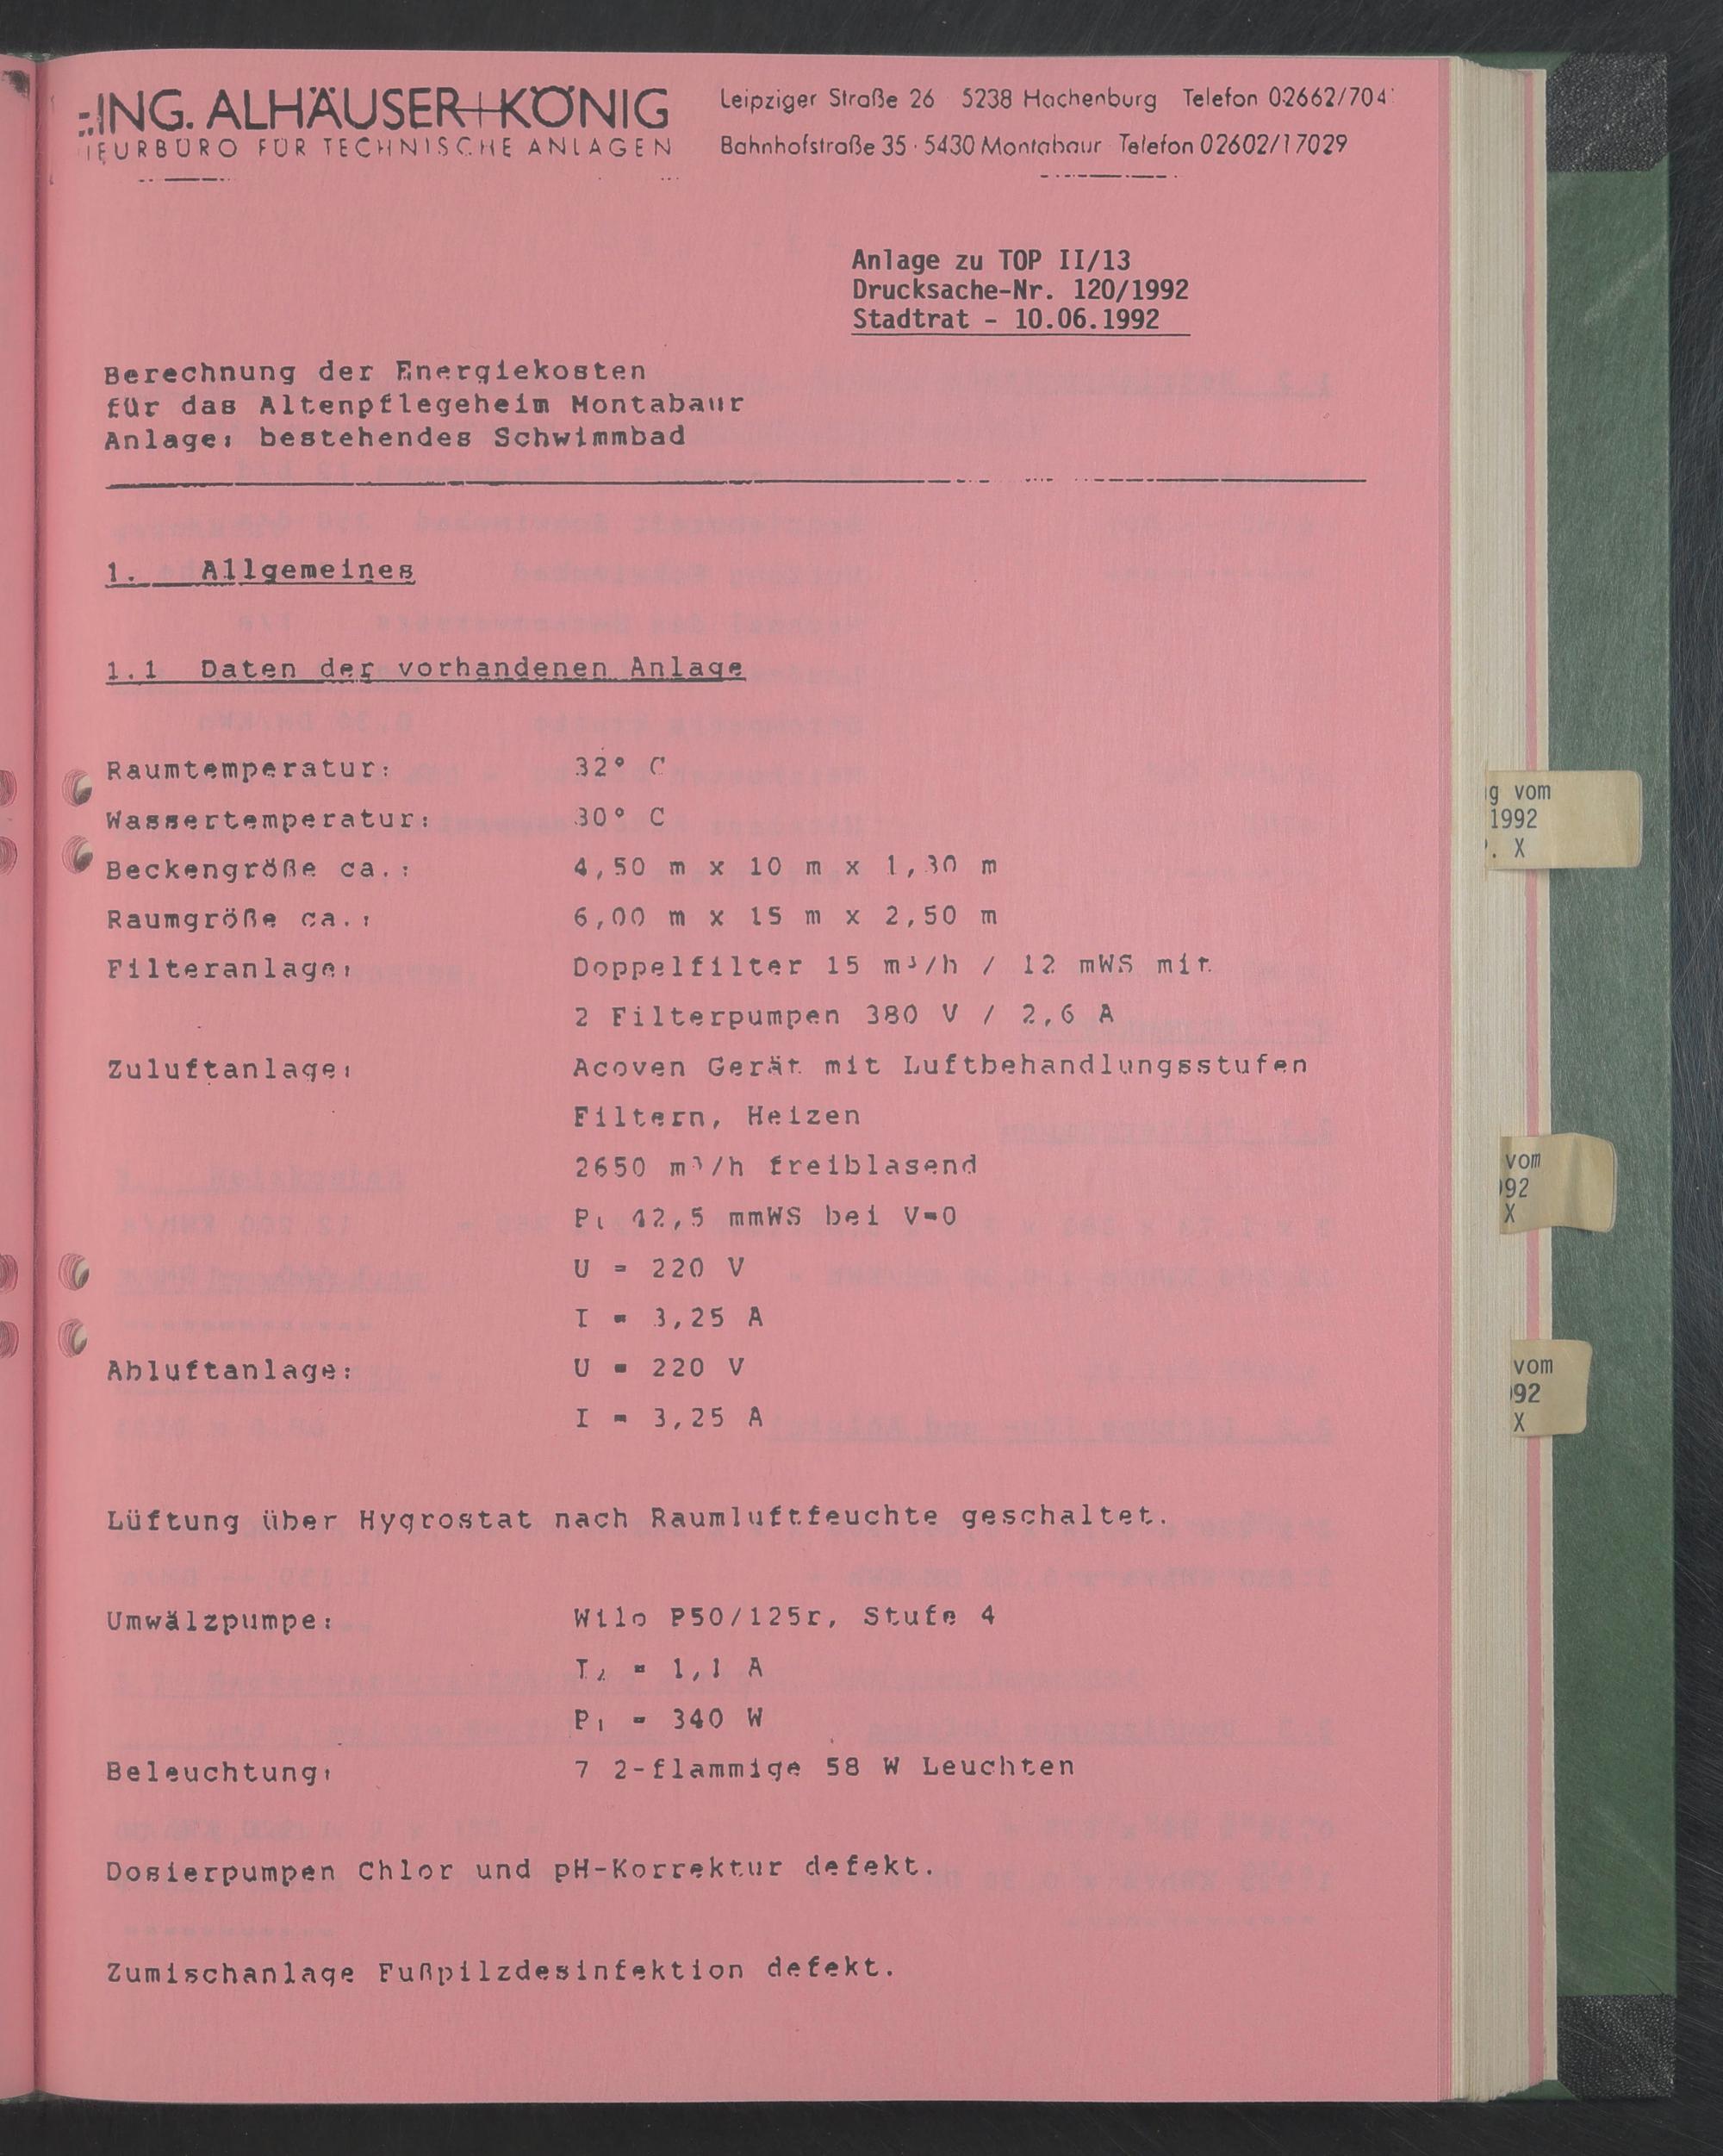 -ING. ALHÄUSER+KÖNIG
IEURBÜRO FÜR TECHNISCHE ANLAGEN
Leipziger Straße 26 5238 Hachenburg Telefon 02662/704
Bahnhofstraße 35 · 5430 Montabaur Telefon 02602/17029
Anlage zu TOP II/13
Drucksache-Nr. 120/1992
Stadtrat - 10.06.1992
Berechnung der Energiekosten
für das Altenpflegeheim Montabaur
Anlage: bestehendes Schwimmbad
1. Allgemeines
1.1 Daten der vorhandenen Anlage
Raumtemperatur: 32° C
Wassertemperatur: 30° C
Beckengröße ca.: 4,50 m x 10 m x 1,30 m
Raumgröße ca.: 6,00 m x 15 m x 2,50 m
Filteranlage: Doppelfilter 15 m³/h / 12 mWS mit
2 Filterpumpen 380 V / 2,6 A
Zuluftanlage: Acoven Gerät mit Luftbehandlungsstufen
Filtern, Heizen
2650 m³/h freiblasend
Pt 42,5 mmWS bei V=0
U = 220 V
I = 3,25 A
Abluftanlage: U = 220 V
I = 3,25 A
Lüftung über Hygrostat nach Raumluftfeuchte geschaltet.
Umwälzpumpe: Wilo P50/125r, Stufe 4
= 1,1 A
P₁ = 340 W
Beleuchtung: 7 2-flammige 58 W Leuchten
Dosierpumpen Chlor und pH-Korrektur defekt.
Zumischanlage Fußpilzdesinfektion defekt.
g vom
1992
. X
vom
992
X
vom
992
X